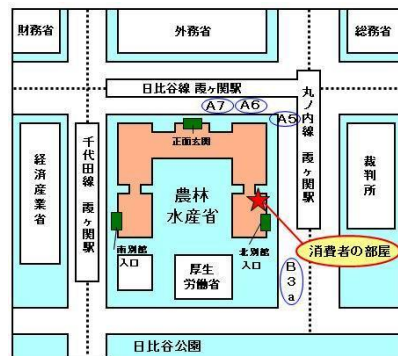 財務省
外務省
総務省
日比谷線 霞ヶ関駅
A7
A6
A5
正面玄関
経済産業省
千代田線 霞ヶ関駅
農林
水産省
丸ノ内線 霞ヶ関駅
裁判所
南別館
入口
北別館
入口
消費者の部屋
厚生
労働省
B3a
日比谷公園